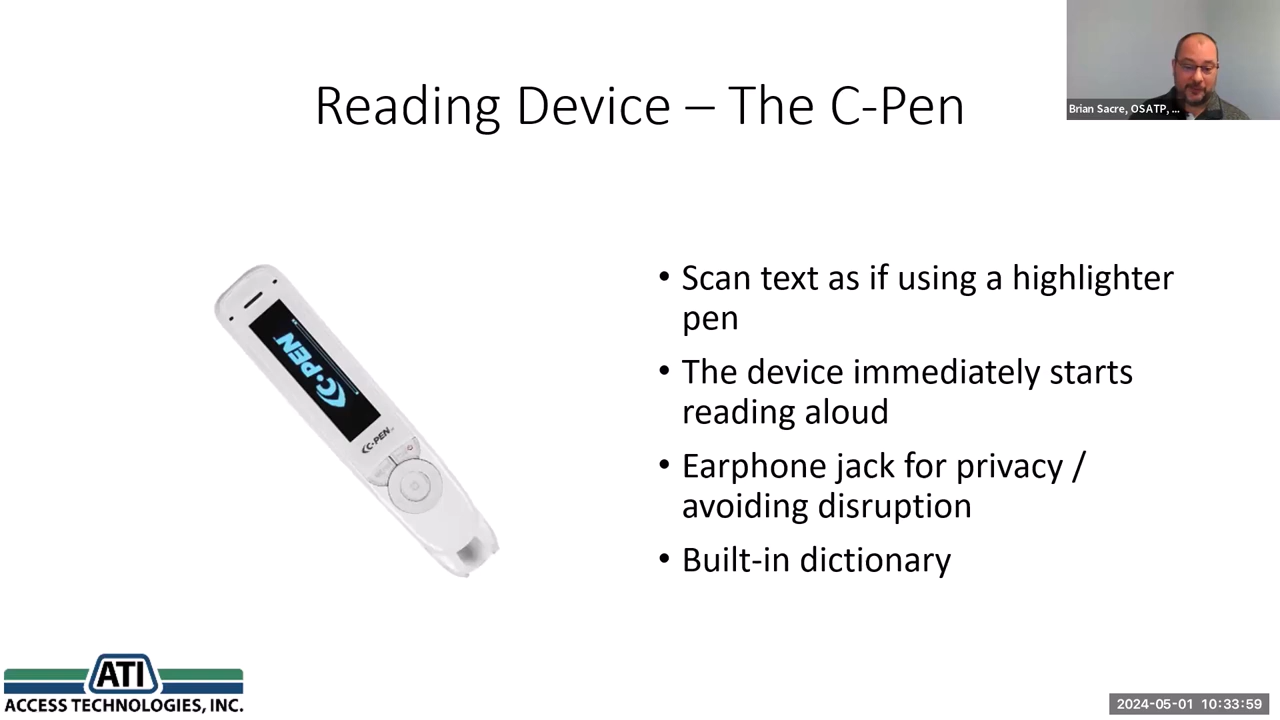 Reading Device – The C-Pen
Brian Sacre, OSATP, ...
C-PEN
C-PEN
• Scan text as if using a highlighter
pen
• The device immediately starts
reading aloud
• Earphone jack for privacy /
avoiding disruption
• Built-in dictionary
ATI
ACCESS TECHNOLOGIES, INC.
2024-05-01 10:33:59